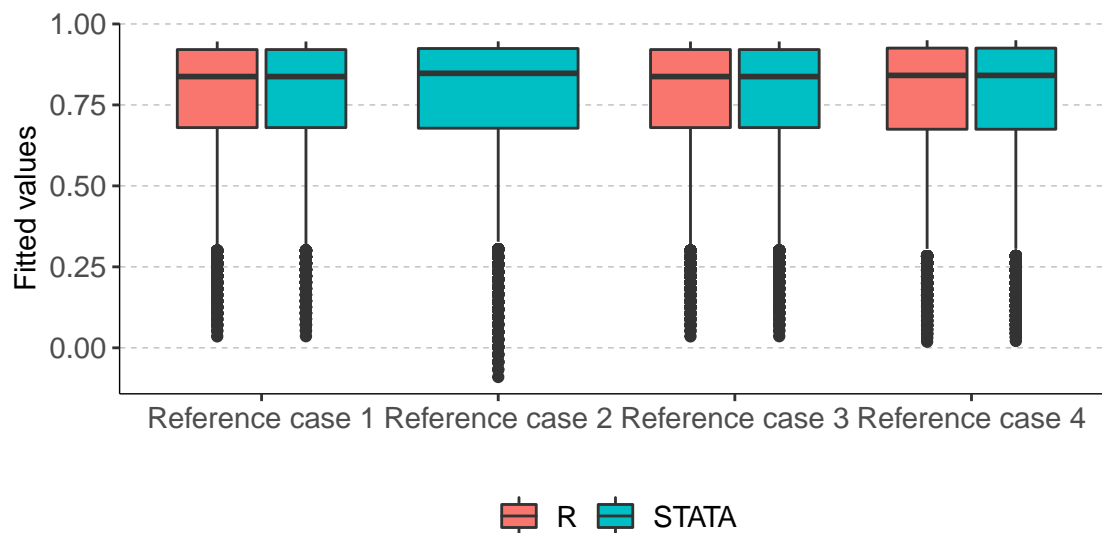 Fitted values
1.00
0.75
0.50
0.25
0.00
Reference case 1 Reference case 2 Reference case 3 Reference case 4
R STATA